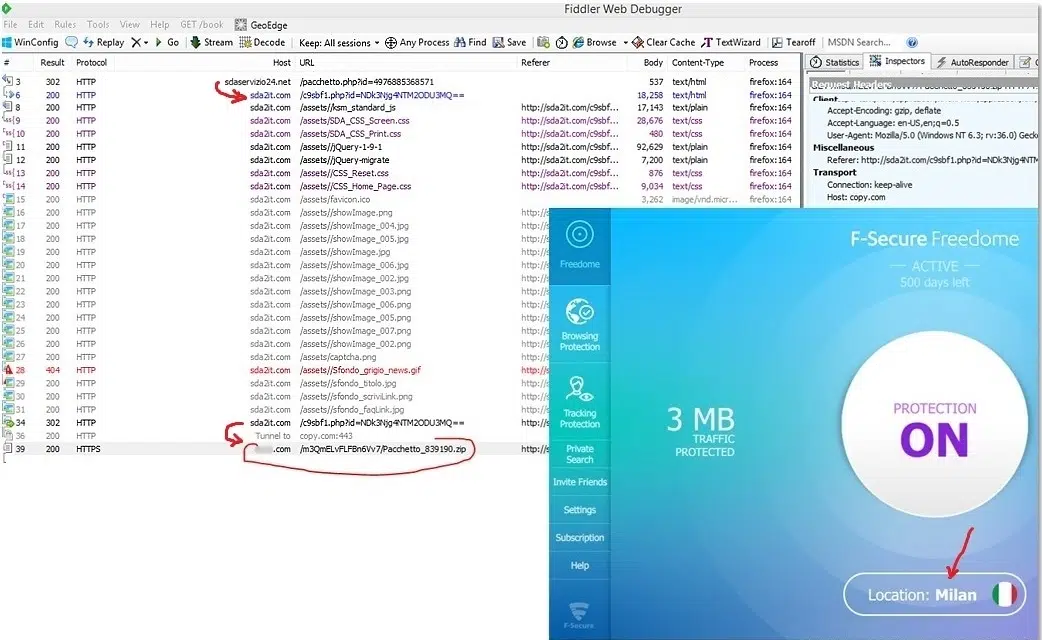 Fiddler Web Debugger
File Edit Rules Tools View Help GET /book GeoEdge
WinConfig Replay X Go Stream Decode Keep: All sessions Any Process Find Save Browse Clear Cache TextWizard Tearoff MSDN Search...
# Result Protocol Host URL Referer Body Content-Type Process
Statistics Inspectors AutoResponder
3 302 HTTP sdaservizio24.net /pacchetto.php?id=4976885368571 537 text/html firefox:164
Request Headers
6 200 HTTP sda2it.com /c9sbf1.php?id=NDk3Njg4NTM2ODU3MQ== 18,258 text/html firefox:164
Client
8 200 HTTP sda2it.com /assets//ksm_standard_js http://sda2it.com/c9sbf... 17,143 text/plain firefox:164
Accept-Encoding: gzip, deflate
9 200 HTTP sda2it.com /assets//SDA_CSS_Screen.css http://sda2it.com/c9sbf... 28,676 text/css firefox:164
Accept-Language: en-US,en;q=0.5
10 200 HTTP sda2it.com /assets//SDA_CSS_Print.css http://sda2it.com/c9sbf... 480 text/css firefox:164
User-Agent: Mozilla/5.0 (Windows NT 6.3; rv:36.0) Geck
11 200 HTTP sda2it.com /assets//jQuery-1-9-1 http://sda2it.com/c9sbf... 92,629 text/plain firefox:164
Miscellaneous
12 200 HTTP sda2it.com /assets//jQuery-migrate http://sda2it.com/c9sbf... 7,200 text/plain firefox:164
Referer: http://sda2it.com/c9sbf1.php?id=NDk3Njg4NTM
13 200 HTTP sda2it.com /assets//CSS_Reset.css http://sda2it.com/c9sbf... 876 text/css firefox:164
Transport
14 200 HTTP sda2it.com /assets//CSS_Home_Page.css http://sda2it.com/c9sbf... 9,034 text/css firefox:164
Connection: keep-alive
15 200 HTTP sda2it.com /assets/favicon.ico 3,262 image/vnd.micr... firefox:164
Host: copy.com
16 200 HTTP sda2it.com /assets//showImage.png http://s
17 200 HTTP sda2it.com /assets//showImage_004.jpg http://s
18 200 HTTP sda2it.com /assets//showImage_005.jpg http://s
19 200 HTTP sda2it.com /assets//showImage.jpg http://s
20 200 HTTP sda2it.com /assets//showImage_006.jpg http://s
21 200 HTTP sda2it.com /assets//showImage_002.jpg http://s
22 200 HTTP sda2it.com /assets//showImage_003.png http://s
23 200 HTTP sda2it.com /assets//showImage_006.png http://s
24 200 HTTP sda2it.com /assets//showImage_005.png http://s
25 200 HTTP sda2it.com /assets//showImage_007.png http://s
26 200 HTTP sda2it.com /assets//showImage_002.png http://s
27 200 HTTP sda2it.com /assets/captcha.png http://s
28 404 HTTP sda2it.com /assets//Sfondo_grigio_news.gif http://s
29 200 HTTP sda2it.com /assets//sfondo_titolo.jpg http://s
30 200 HTTP sda2it.com /assets//sfondo_scriviLink.png http://s
31 200 HTTP sda2it.com /assets//sfondo_faqLink.jpg http://s
34 302 HTTP sda2it.com /c9sbf1.php?id=NDk3Njg4NTM2ODU3MQ== http://s
36 200 HTTP Tunnel to copy.com:443
39 200 HTTPS .com /m3QmELvFLFBn6Vv7/Pacchetto_839190.zip http://s
Freedome
Browsing
Protection
Tracking
Protection
Private
Search
Invite Friends
Settings
Subscription
Help
F-Secure
F-Secure Freedome
ACTIVE
500 days left
3 MB
TRAFFIC
PROTECTED
PROTECTION
ON
Location: Milan